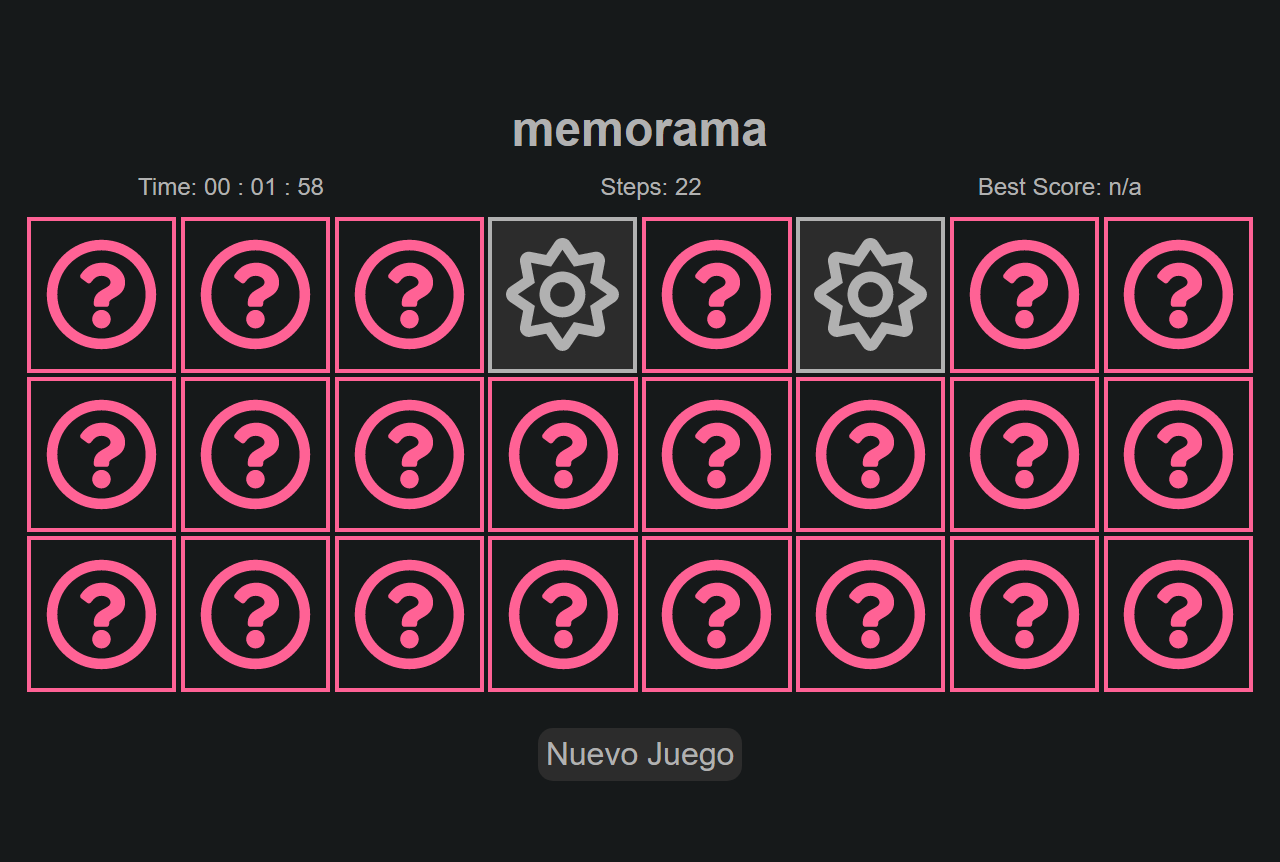 memorama
Time: 00 : 01 : 58
Steps: 22
Best Score: n/a
? ? ? ? ? ?
? ? ? ? ? ? ? ?
? ? ? ? ? ? ? ?
Nuevo Juego